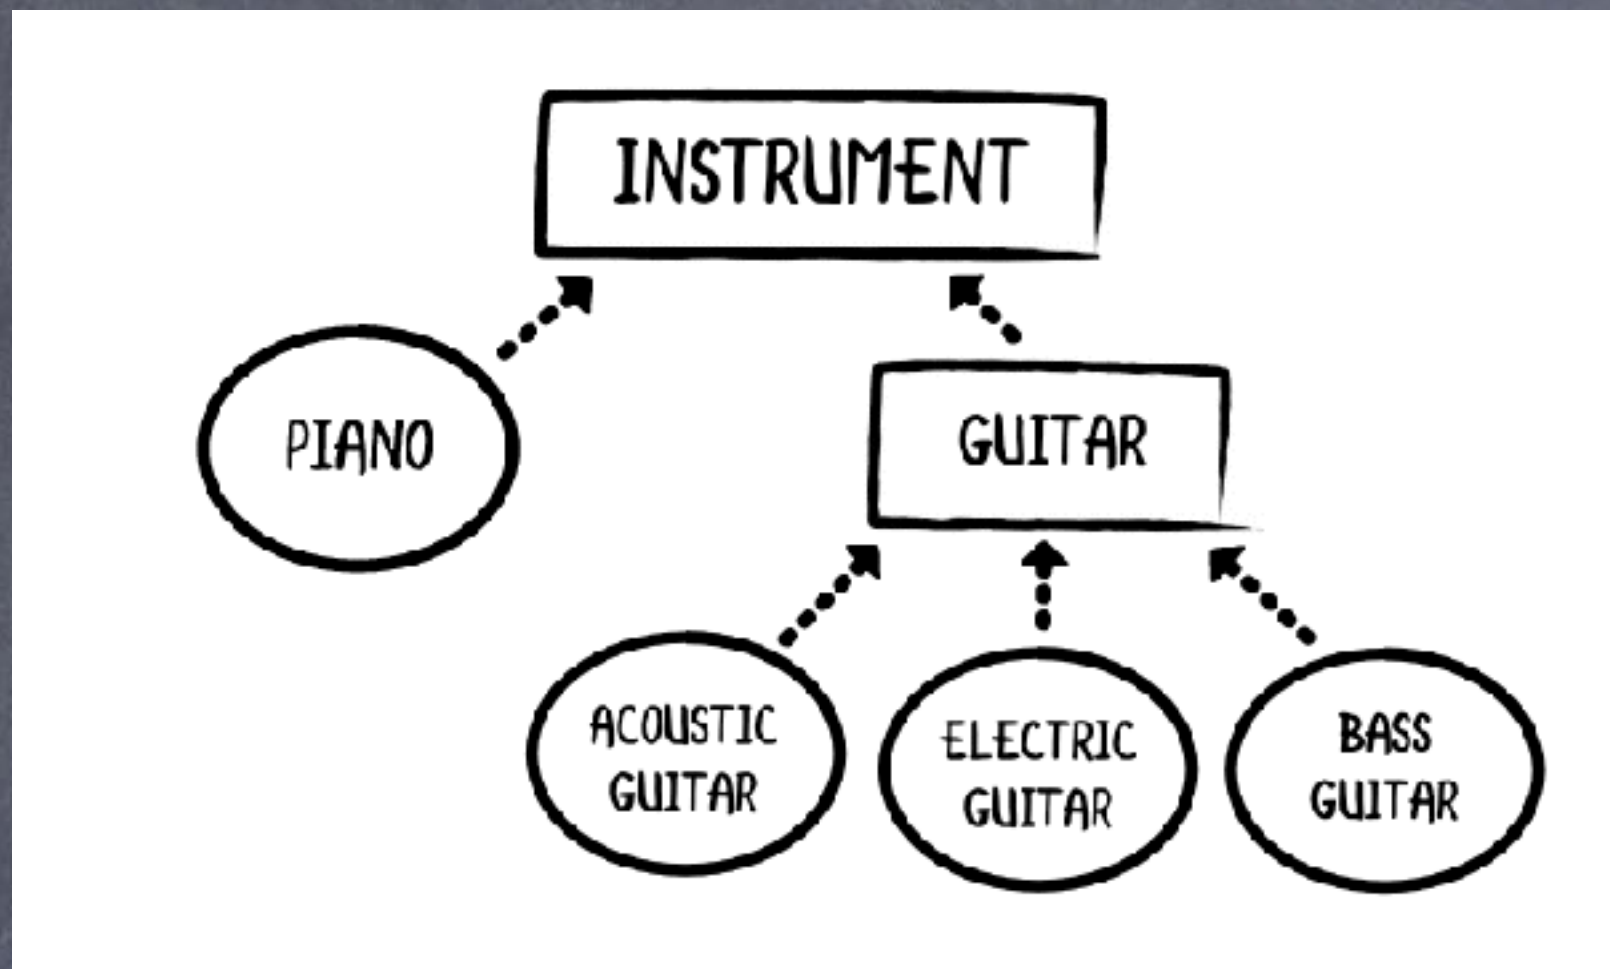 INSTRUMENT
PIANO
GUITAR
ACOUSTIC
GUITAR
ELECTRIC
GUITAR
BASS
GUITAR